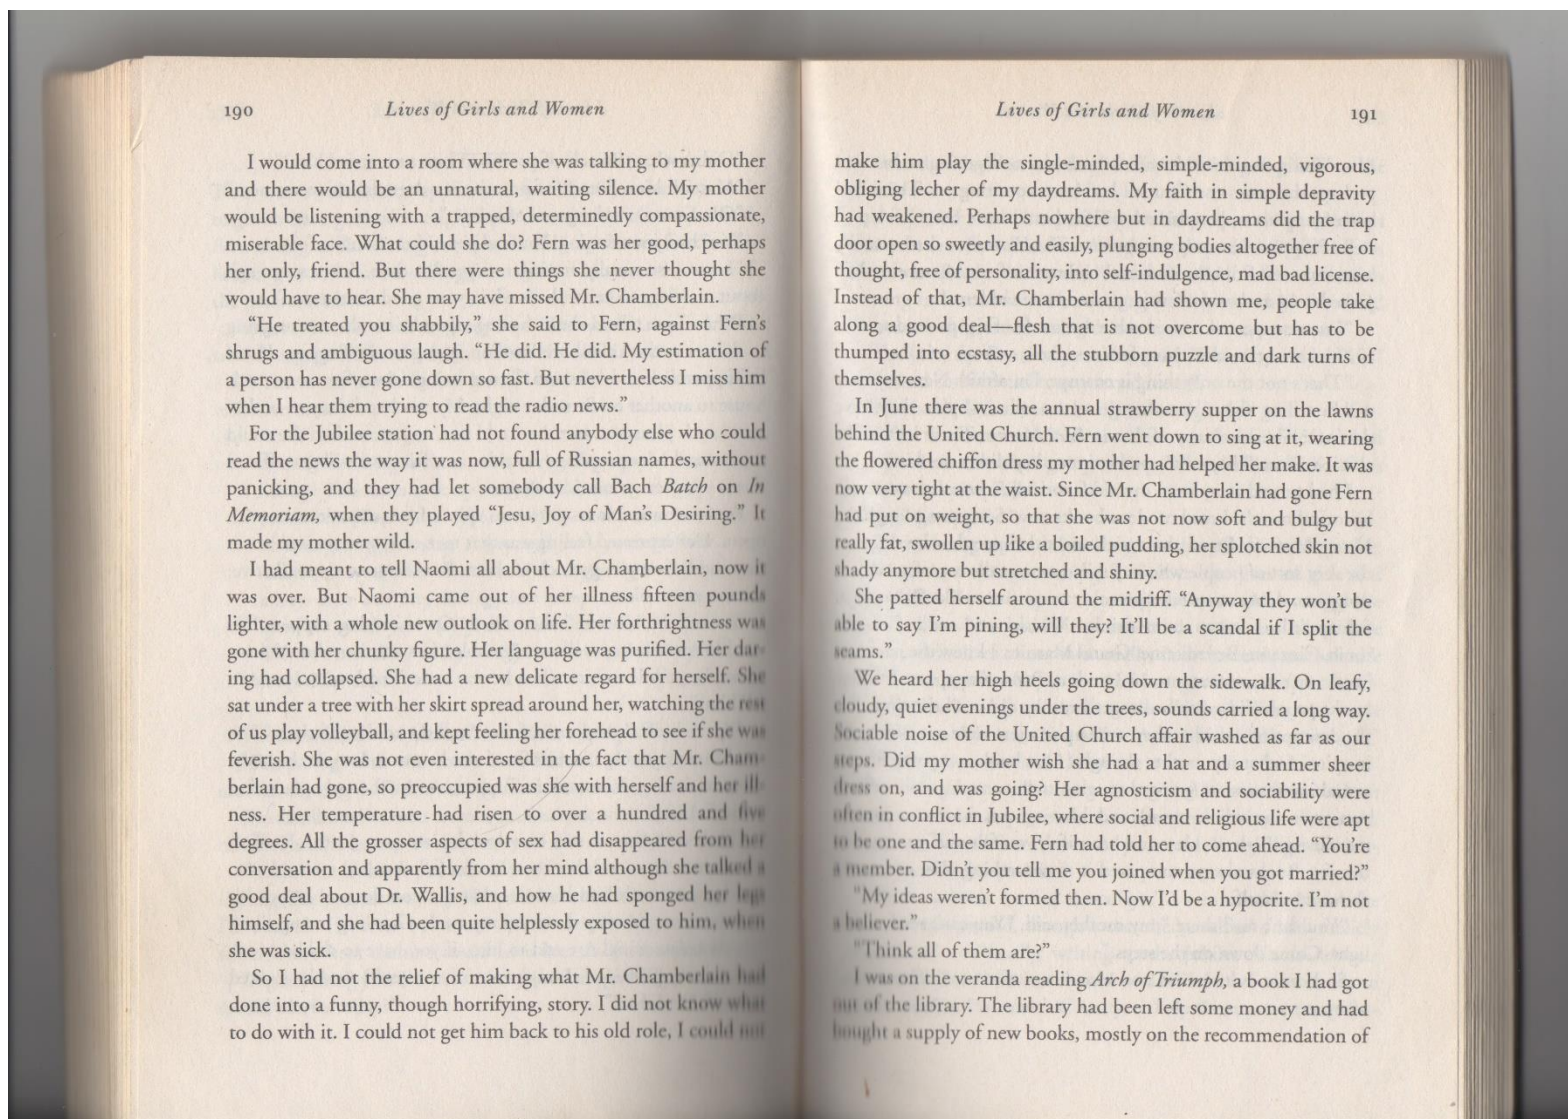 190
Lives of Girls and Women
I would come into a room where she was talking to my mother
and there would be an unnatural, waiting silence. My mother
would be listening with a trapped, determinedly compassionate,
miserable face. What could she do? Fern was her good, perhaps
her only, friend. But there were things she never thought she
would have to hear. She may have missed Mr. Chamberlain.
“He treated you shabbily,” she said to Fern, against Fern’s
shrugs and ambiguous laugh. “He did. He did. My estimation of
a person has never gone down so fast. But nevertheless I miss him
when I hear them trying to read the radio news.”
For the Jubilee station had not found anybody else who could
read the news the way it was now, full of Russian names, without
panicking, and they had let somebody call Bach Batch on In
Memoriam, when they played “Jesu, Joy of Man’s Desiring.” It
made my mother wild.
I had meant to tell Naomi all about Mr. Chamberlain, now it
was over. But Naomi came out of her illness fifteen pounds
lighter, with a whole new outlook on life. Her forthrightness was
gone with her chunky figure. Her language was purified. Her dar-
ing had collapsed. She had a new delicate regard for herself. She
sat under a tree with her skirt spread around her, watching the rest
of us play volleyball, and kept feeling her forehead to see if she was
feverish. She was not even interested in the fact that Mr. Cham-
berlain had gone, so preoccupied was she with herself and her ill-
ness. Her temperature had risen to over a hundred and five
degrees. All the grosser aspects of sex had disappeared from her
conversation and apparently from her mind although she talked a
good deal about Dr. Wallis, and how he had sponged her legs
himself, and she had been quite helplessly exposed to him, when
she was sick.
So I had not the relief of making what Mr. Chamberlain had
done into a funny, though horrifying, story. I did not know what
to do with it. I could not get him back to his old role, I could not
Lives of Girls and Women
191
make him play the single-minded, simple-minded, vigorous,
obliging lecher of my daydreams. My faith in simple depravity
had weakened. Perhaps nowhere but in daydreams did the trap
door open so sweetly and easily, plunging bodies altogether free of
thought, free of personality, into self-indulgence, mad bad license.
Instead of that, Mr. Chamberlain had shown me, people take
along a good deal—flesh that is not overcome but has to be
thumped into ecstasy, all the stubborn puzzle and dark turns of
themselves.
In June there was the annual strawberry supper on the lawns
behind the United Church. Fern went down to sing at it, wearing
the flowered chiffon dress my mother had helped her make. It was
now very tight at the waist. Since Mr. Chamberlain had gone Fern
had put on weight, so that she was not now soft and bulgy but
really fat, swollen up like a boiled pudding, her splotched skin not
shady anymore but stretched and shiny.
She patted herself around the midriff. “Anyway they won’t be
able to say I’m pining, will they? It’ll be a scandal if I split the
seams.”
We heard her high heels going down the sidewalk. On leafy,
cloudy, quiet evenings under the trees, sounds carried a long way.
Sociable noise of the United Church affair washed as far as our
steps. Did my mother wish she had a hat and a summer sheer
dress on, and was going? Her agnosticism and sociability were
often in conflict in Jubilee, where social and religious life were apt
to be one and the same. Fern had told her to come ahead. “You’re
a member. Didn’t you tell me you joined when you got married?”
“My ideas weren’t formed then. Now I’d be a hypocrite. I’m not
a believer.”
“Think all of them are?”
I was on the veranda reading Arch of Triumph, a book I had got
out of the library. The library had been left some money and had
bought a supply of new books, mostly on the recommendation of